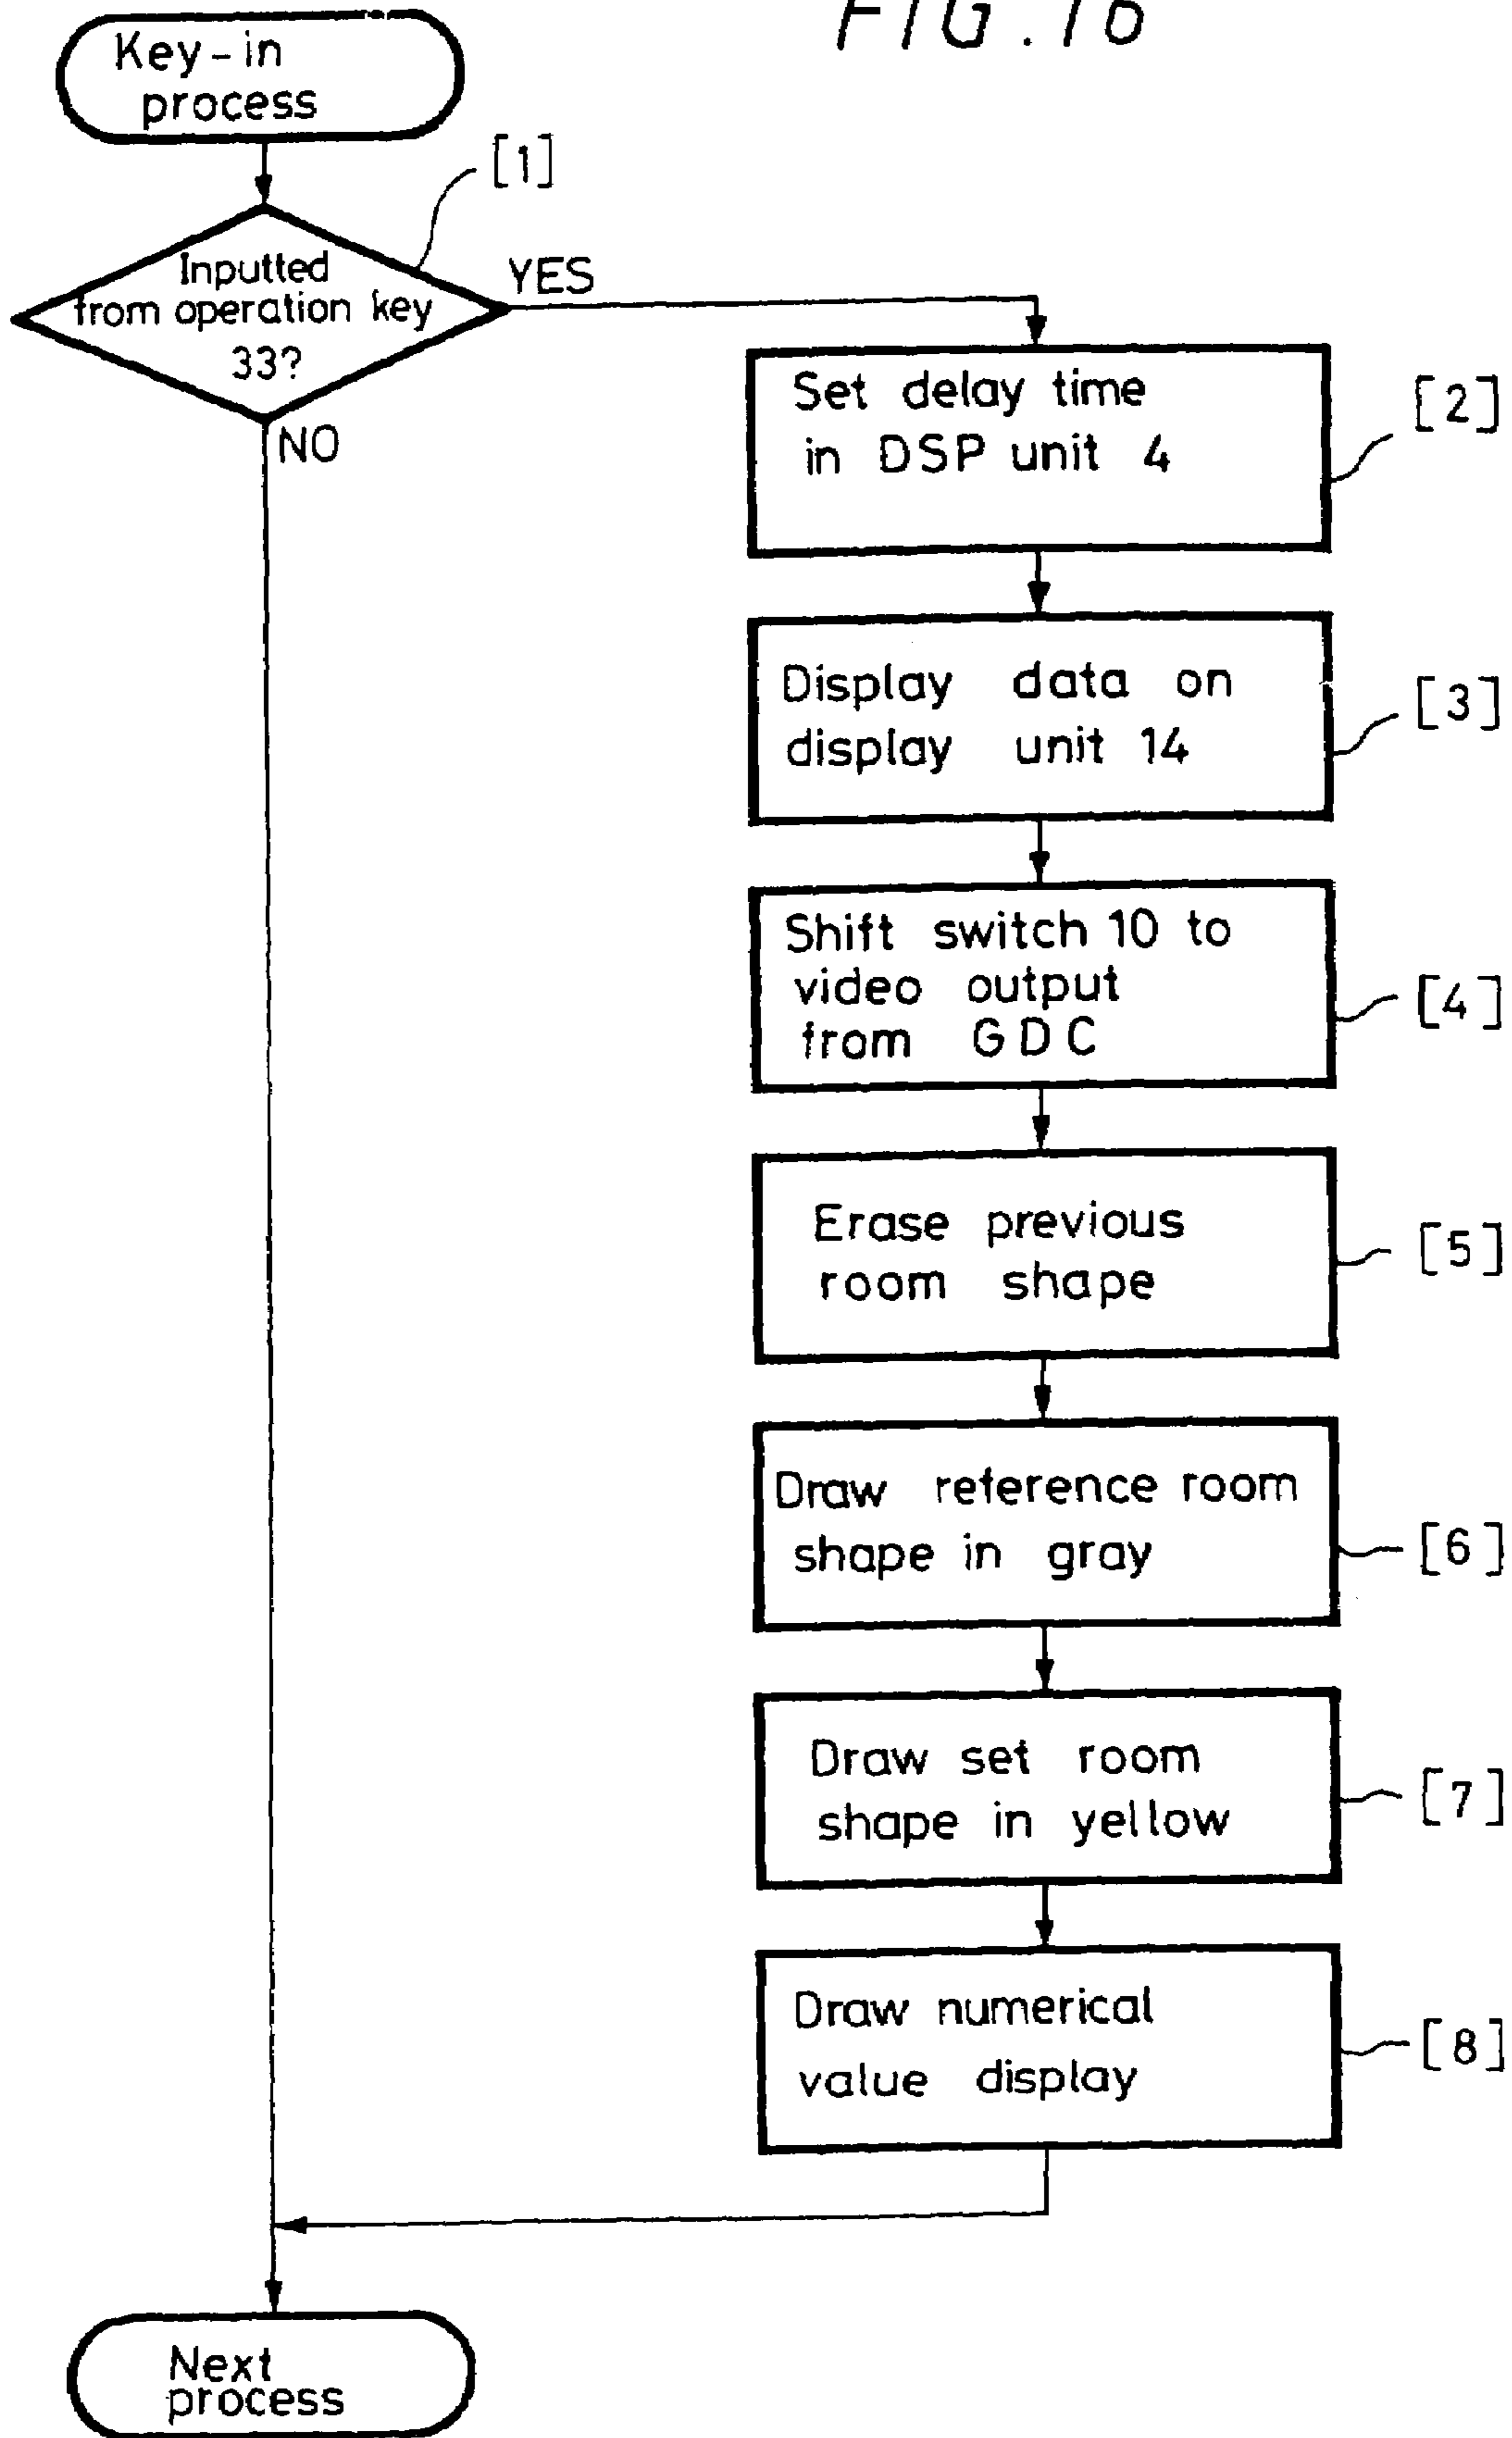 FIG. 16
Key-in
process
[1]
Inputted
from operation key
33?
YES
NO
Set delay time
in DSP unit 4
[2]
Display data on
display unit 14
[3]
Shift switch 10 to
video output
from GDC
[4]
Erase previous
room shape
[5]
Draw reference room
shape in gray
[6]
Draw set room
shape in yellow
[7]
Draw numerical
value display
[8]
Next
process